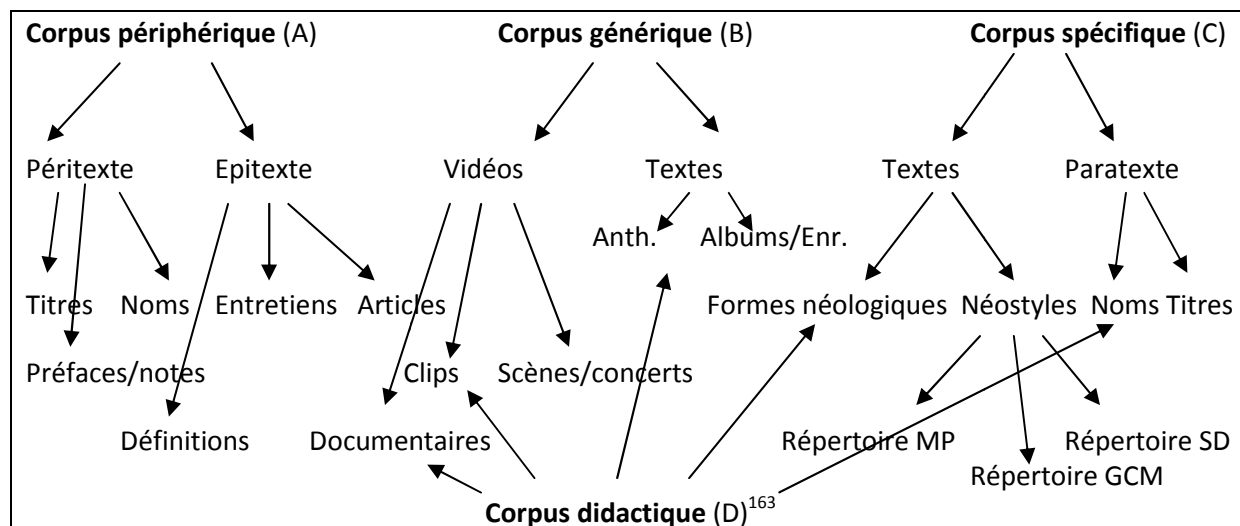 Corpus périphérique (A) Corpus générique (B) Corpus spécifique (C)
Péritexte Epitexte Vidéos Textes Textes Paratexte
Anth. Albums/Enr.
Titres Noms Entretiens Articles Formes néologiques Néostyles Noms Titres
Préfaces/notes Clips Scènes/concerts
Définitions Documentaires Répertoire MP Répertoire SD
Répertoire GCM
Corpus didactique (D)163